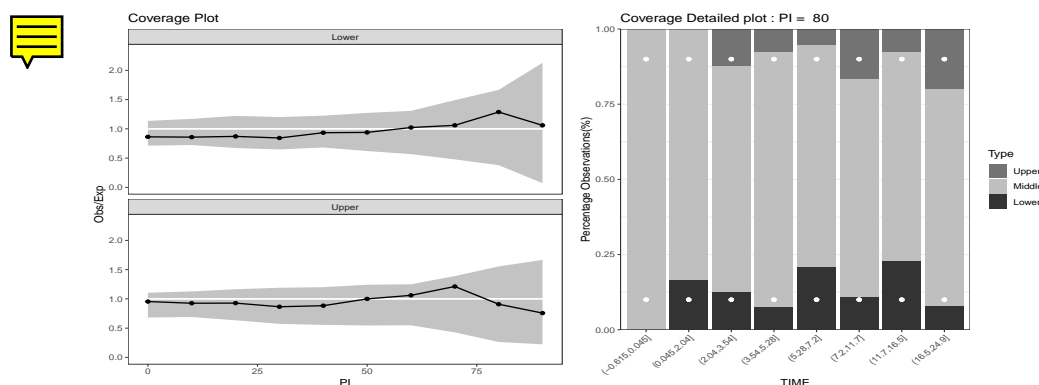 Coverage Plot
Lower
2.0
1.5
1.0
0.5
0.0
Upper
2.0
1.5
1.0
0.5
0.0
0
25
50
75
PI
Obs/Exp
Coverage Detailed plot : PI = 80
1.00
0.75
0.50
0.25
0.00
Percentage Observations(%)
(−0.615,0.045]
(0.045,2.04]
(2.04,3.54]
(3.54,5.28]
(5.28,7.2]
(7.2,11.7]
(11.7,16.5]
(16.5,24.9]
TIME
Type
Upper
Middle
Lower